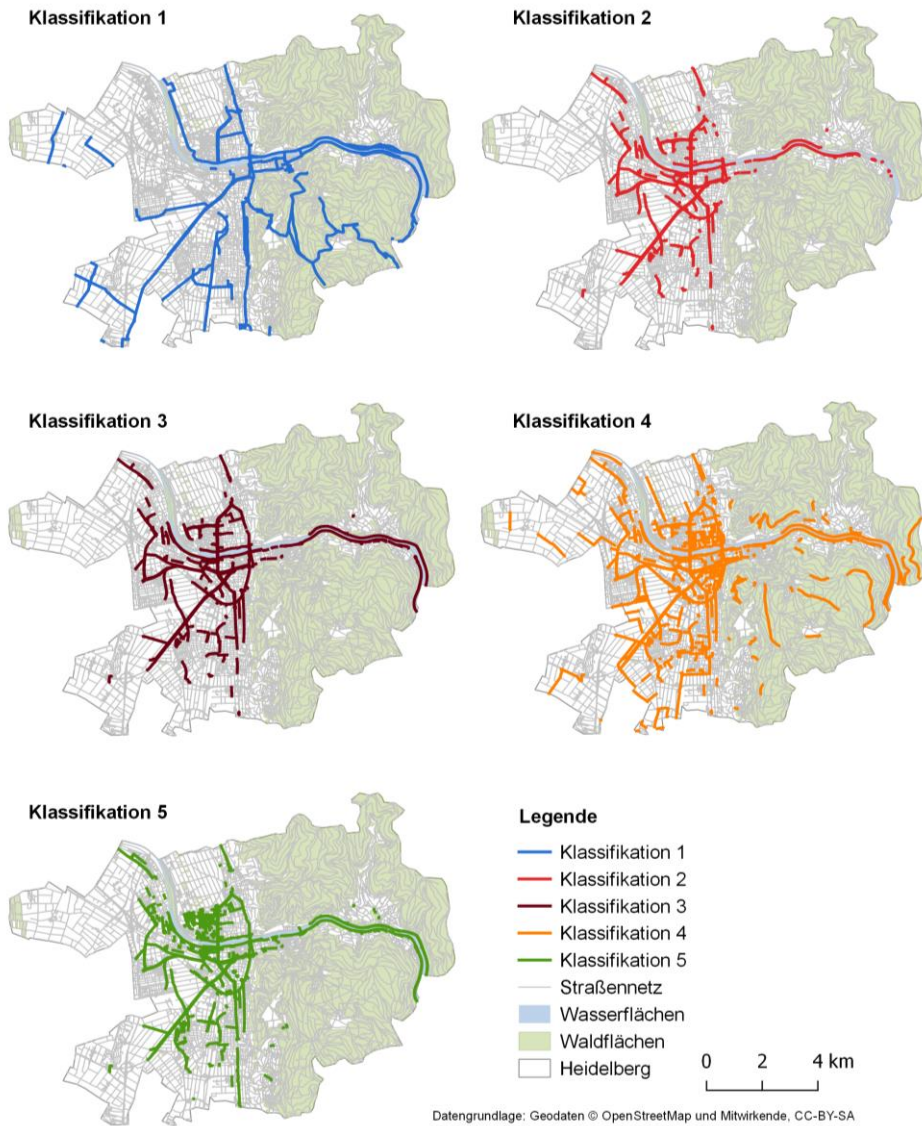 Klassifikation 1
Klassifikation 2
Klassifikation 3
Klassifikation 4
Klassifikation 5
Legende
Klassifikation 1
Klassifikation 2
Klassifikation 3
Klassifikation 4
Klassifikation 5
Straßennetz
Wasserflächen
Waldflächen
Heidelberg
0 2 4 km
Datengrundlage: Geodaten © OpenStreetMap und Mitwirkende, CC-BY-SA